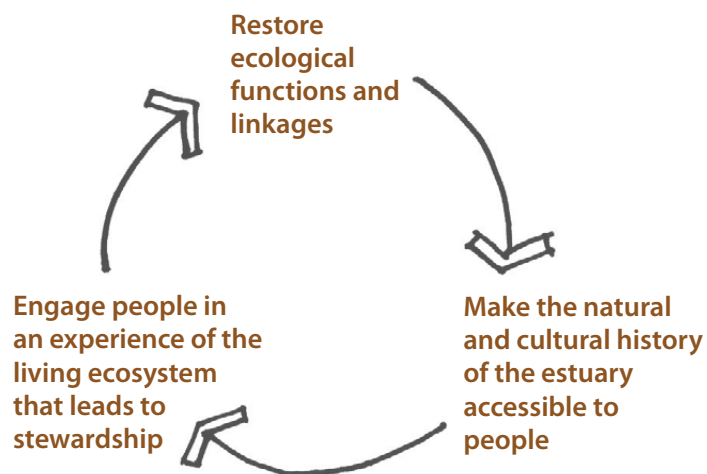 Restore
ecological
functions and
linkages
Make the natural
and cultural history
of the estuary
accessible to
people
Engage people in
an experience of the
living ecosystem
that leads to
stewardship